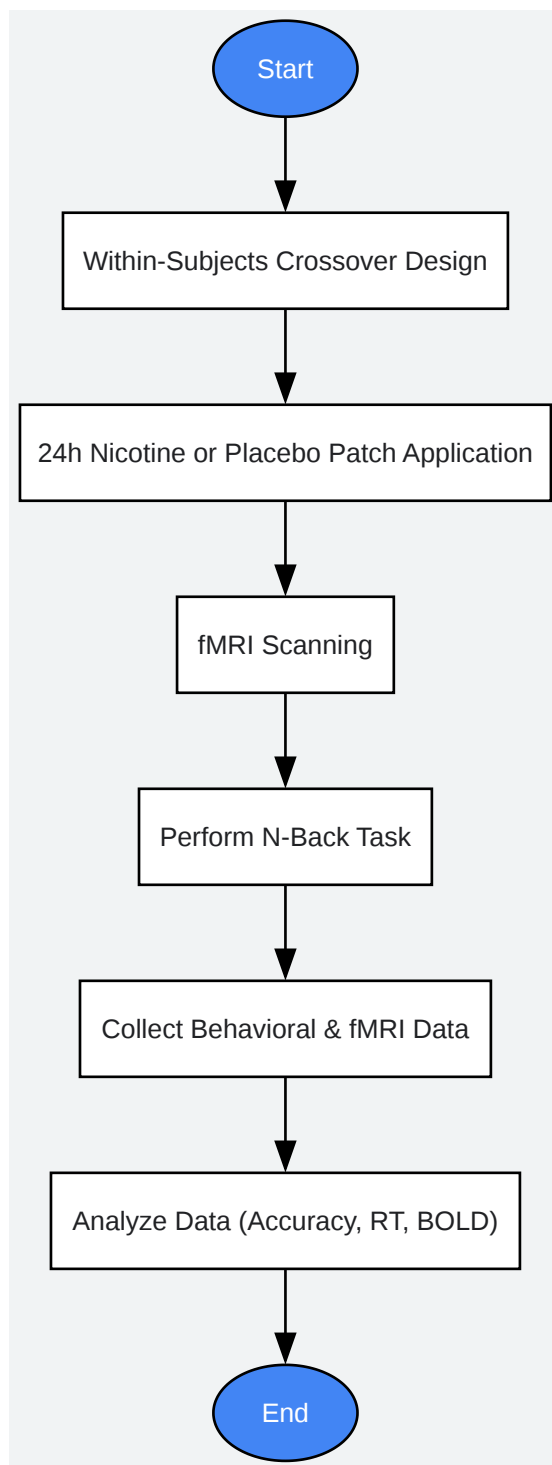 Start
Within-Subjects Crossover Design
24h Nicotine or Placebo Patch Application
fMRI Scanning
Perform N-Back Task
Collect Behavioral & fMRI Data
Analyze Data (Accuracy, RT, BOLD)
End